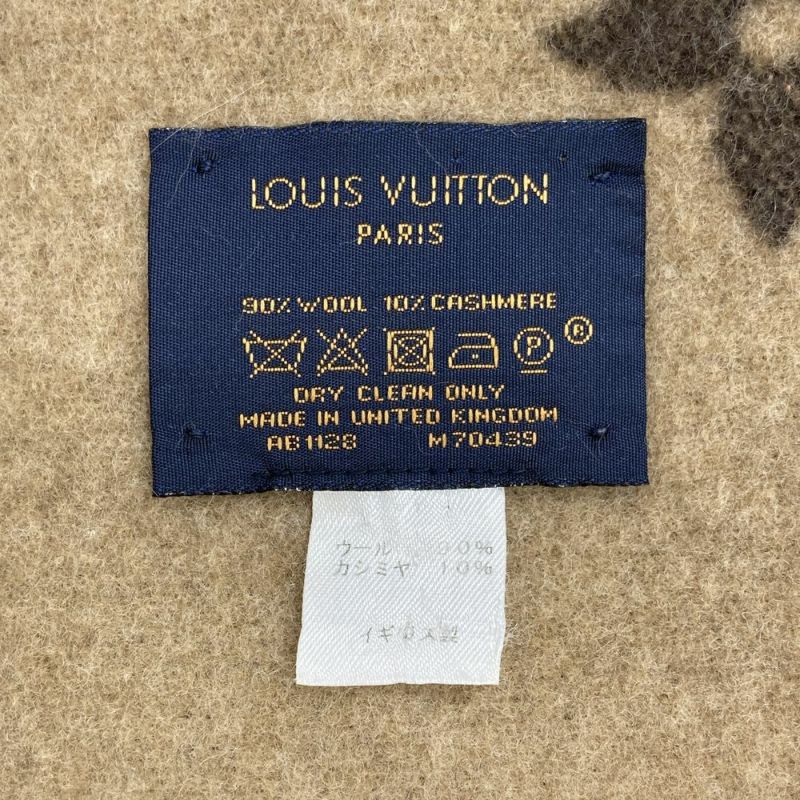 LOUIS VUITTON
PARIS
90% WOOL 10% CASHMERE
P ®
DRY CLEAN ONLY
MADE IN UNITED KINGDOM
AB1128 M70439
ウール 90%
カシミヤ 10%
イギリス製